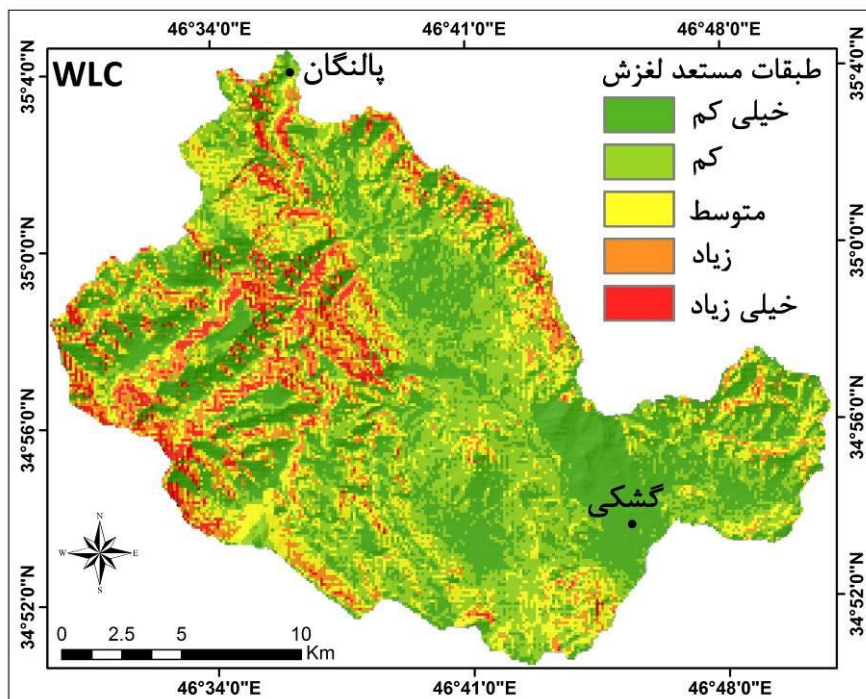 46°34'0"E 46°41'0"E 46°48'0"E
WLC
پالنگان
طبقات مستعد لغزش
خیلی کم
کم
متوسط
زیاد
خیلی زیاد
35°4'0"N 35°4'0"N
35°0'0"N 35°0'0"N
34°56'0"N 34°56'0"N
گشکی
N
W E
S
34°52'0"N 34°52'0"N
0 2.5 5 10
Km
46°34'0"E 46°41'0"E 46°48'0"E